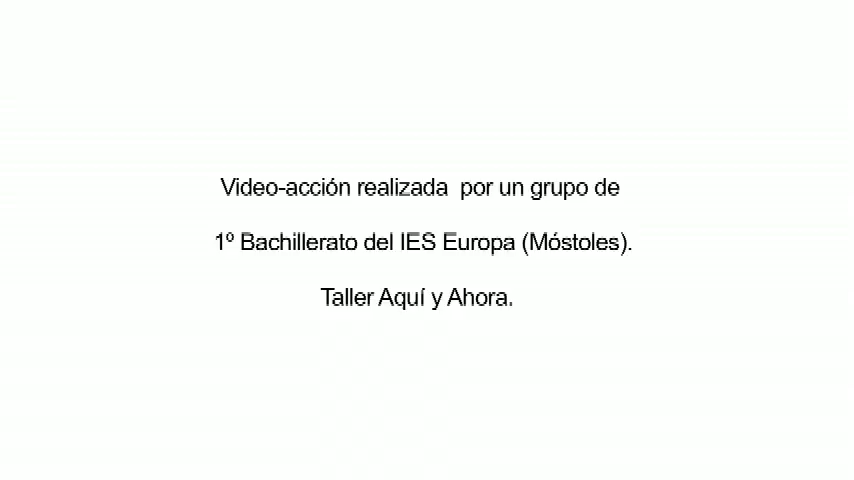 Video-acción realizada  por un grupo de
1º Bachillerato del IES Europa (Móstoles).
Taller Aquí y Ahora.